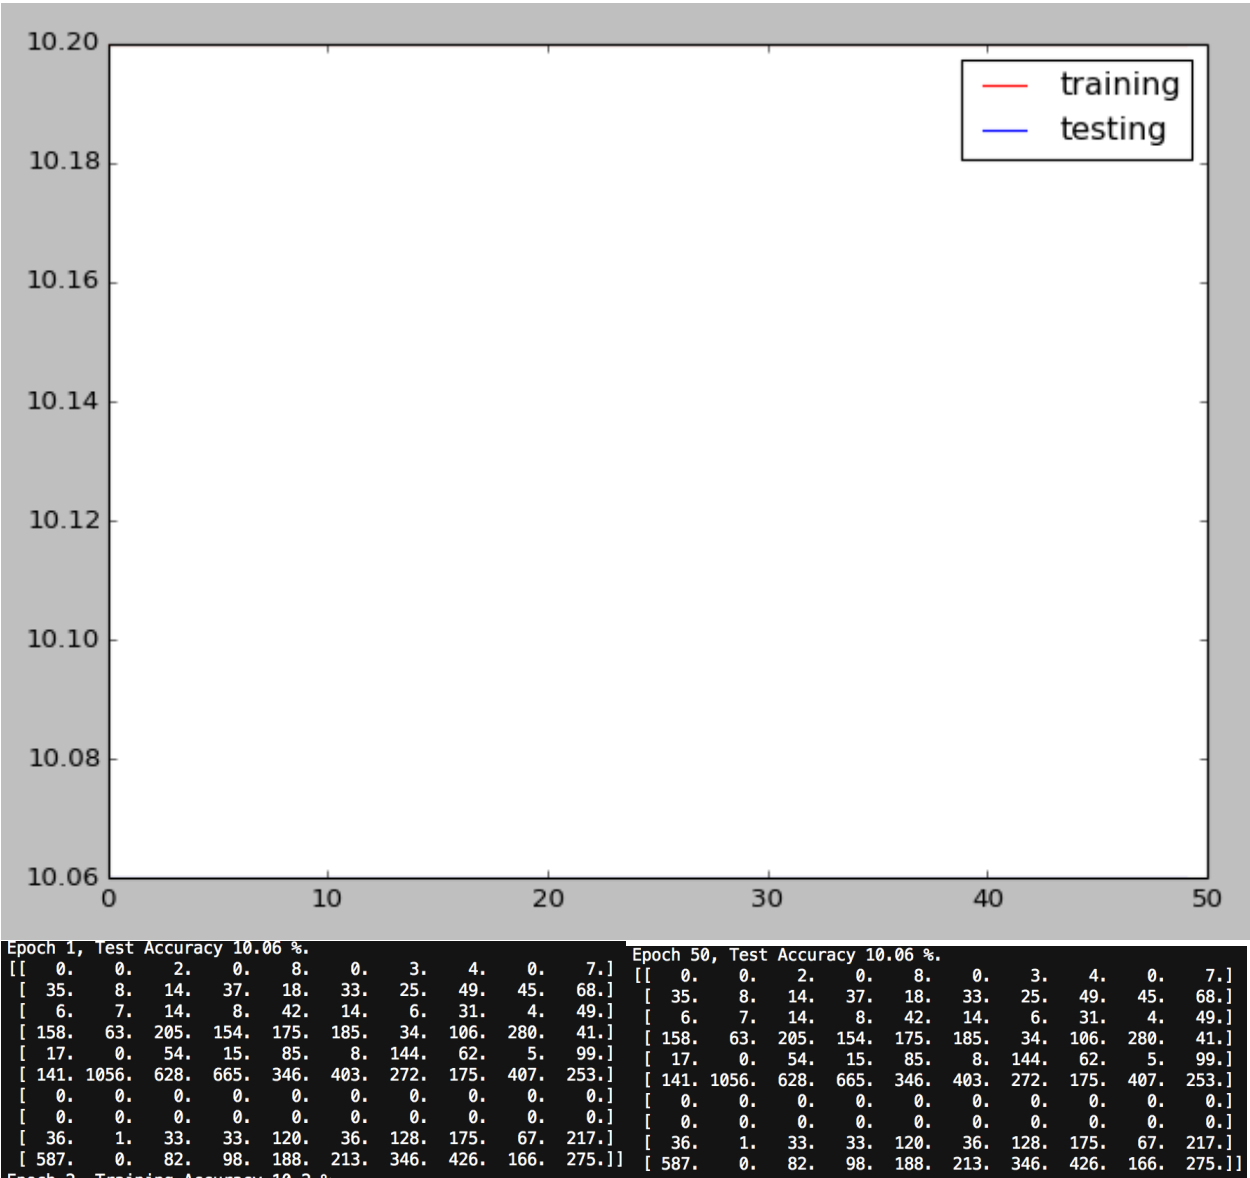 10.20
training
testing
10.18
10.16
10.14
10.12
10.10
10.08
10.06
0 10 20 30 40 50
Epoch 1, Test Accuracy 10.06 %.
[[ 0. 0. 2. 0. 8. 0. 3. 4. 0. 7.]
[ 35. 8. 14. 37. 18. 33. 25. 49. 45. 68.]
[ 6. 7. 14. 8. 42. 14. 6. 31. 4. 49.]
[ 158. 63. 205. 154. 175. 185. 34. 106. 280. 41.]
[ 17. 0. 54. 15. 85. 8. 144. 62. 5. 99.]
[ 141. 1056. 628. 665. 346. 403. 272. 175. 407. 253.]
[ 0. 0. 0. 0. 0. 0. 0. 0. 0. 0.]
[ 0. 0. 0. 0. 0. 0. 0. 0. 0. 0.]
[ 36. 1. 33. 33. 120. 36. 128. 175. 67. 217.]
[ 587. 0. 82. 98. 188. 213. 346. 426. 166. 275.]]
Epoch 2, Training Accuracy 10.2 %
Epoch 50, Test Accuracy 10.06 %.
[[ 0. 0. 2. 0. 8. 0. 3. 4. 0. 7.]
[ 35. 8. 14. 37. 18. 33. 25. 49. 45. 68.]
[ 6. 7. 14. 8. 42. 14. 6. 31. 4. 49.]
[ 158. 63. 205. 154. 175. 185. 34. 106. 280. 41.]
[ 17. 0. 54. 15. 85. 8. 144. 62. 5. 99.]
[ 141. 1056. 628. 665. 346. 403. 272. 175. 407. 253.]
[ 0. 0. 0. 0. 0. 0. 0. 0. 0. 0.]
[ 0. 0. 0. 0. 0. 0. 0. 0. 0. 0.]
[ 36. 1. 33. 33. 120. 36. 128. 175. 67. 217.]
[ 587. 0. 82. 98. 188. 213. 346. 426. 166. 275.]]